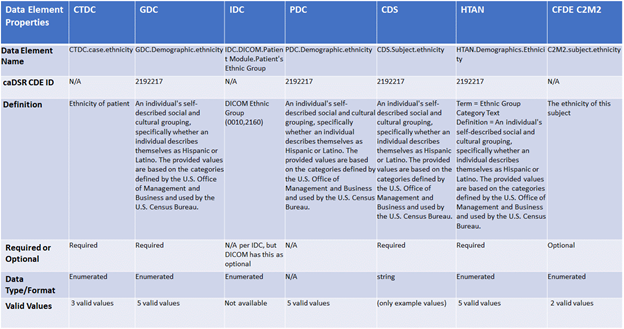 Data Element Properties
CTDC
GDC
IDC
PDC
CDS
HTAN
CFDE C2M2
Data Element Name
CTDC.case.ethnicity
GDC.Demographic.ethnicity
IDC.DICOM.Patient Module.Patient's Ethnic Group
PDC.Demographic.ethnicity
CDS.Subject.ethnicity
HTAN.Demographics.Ethnicity
C2M2.subject.ethnicity
caDSR CDE ID
N/A
2192217
N/A
2192217
2192217
2192217
N/A
Definition
Ethnicity of patient
An individual's self-
described social and
cultural grouping,
specifically whether an
individual describes
themselves as Hispanic or
Latino. The provided values
are based on the categories
defined by the U.S. Office
of Management and
Business and used by the
U.S. Census Bureau.
DICOM Ethnic Group
(0010,2160)
An individual's self-
described social and cultural
grouping, specifically
whether an individual
describes themselves as
Hispanic or Latino. The
provided values are based
on the categories defined by
the U.S. Office of
Management and Business
and used by the U.S. Census
Bureau.
An individual's self-
described social and
cultural grouping,
specifically whether an
individual describes
themselves as Hispanic or
Latino. The provided values
are based on the categories
defined by the U.S. Office of
Management and Business
and used by the U.S. Census
Bureau.
Term = Ethnic Group
Category Text
Definition = An individual's
self-described social and
cultural grouping,
specifically whether an
individual describes
themselves as Hispanic or
Latino. The provided values
are based on the categories
defined by the U.S. Office of
Management and Business
and used by the U.S. Census
Bureau.
The ethnicity of this
subject
Required or Optional
Required
Required
N/A per IDC, but
DICOM has this as
optional
N/A
Required
Required
Optional
Data Type/Format
Enumerated
Enumerated
Enumerated
N/A
string
Enumerated
Enumerated
Valid Values
3 valid values
5 valid values
Not available
5 valid values
(only example values)
5 valid values
2 valid values